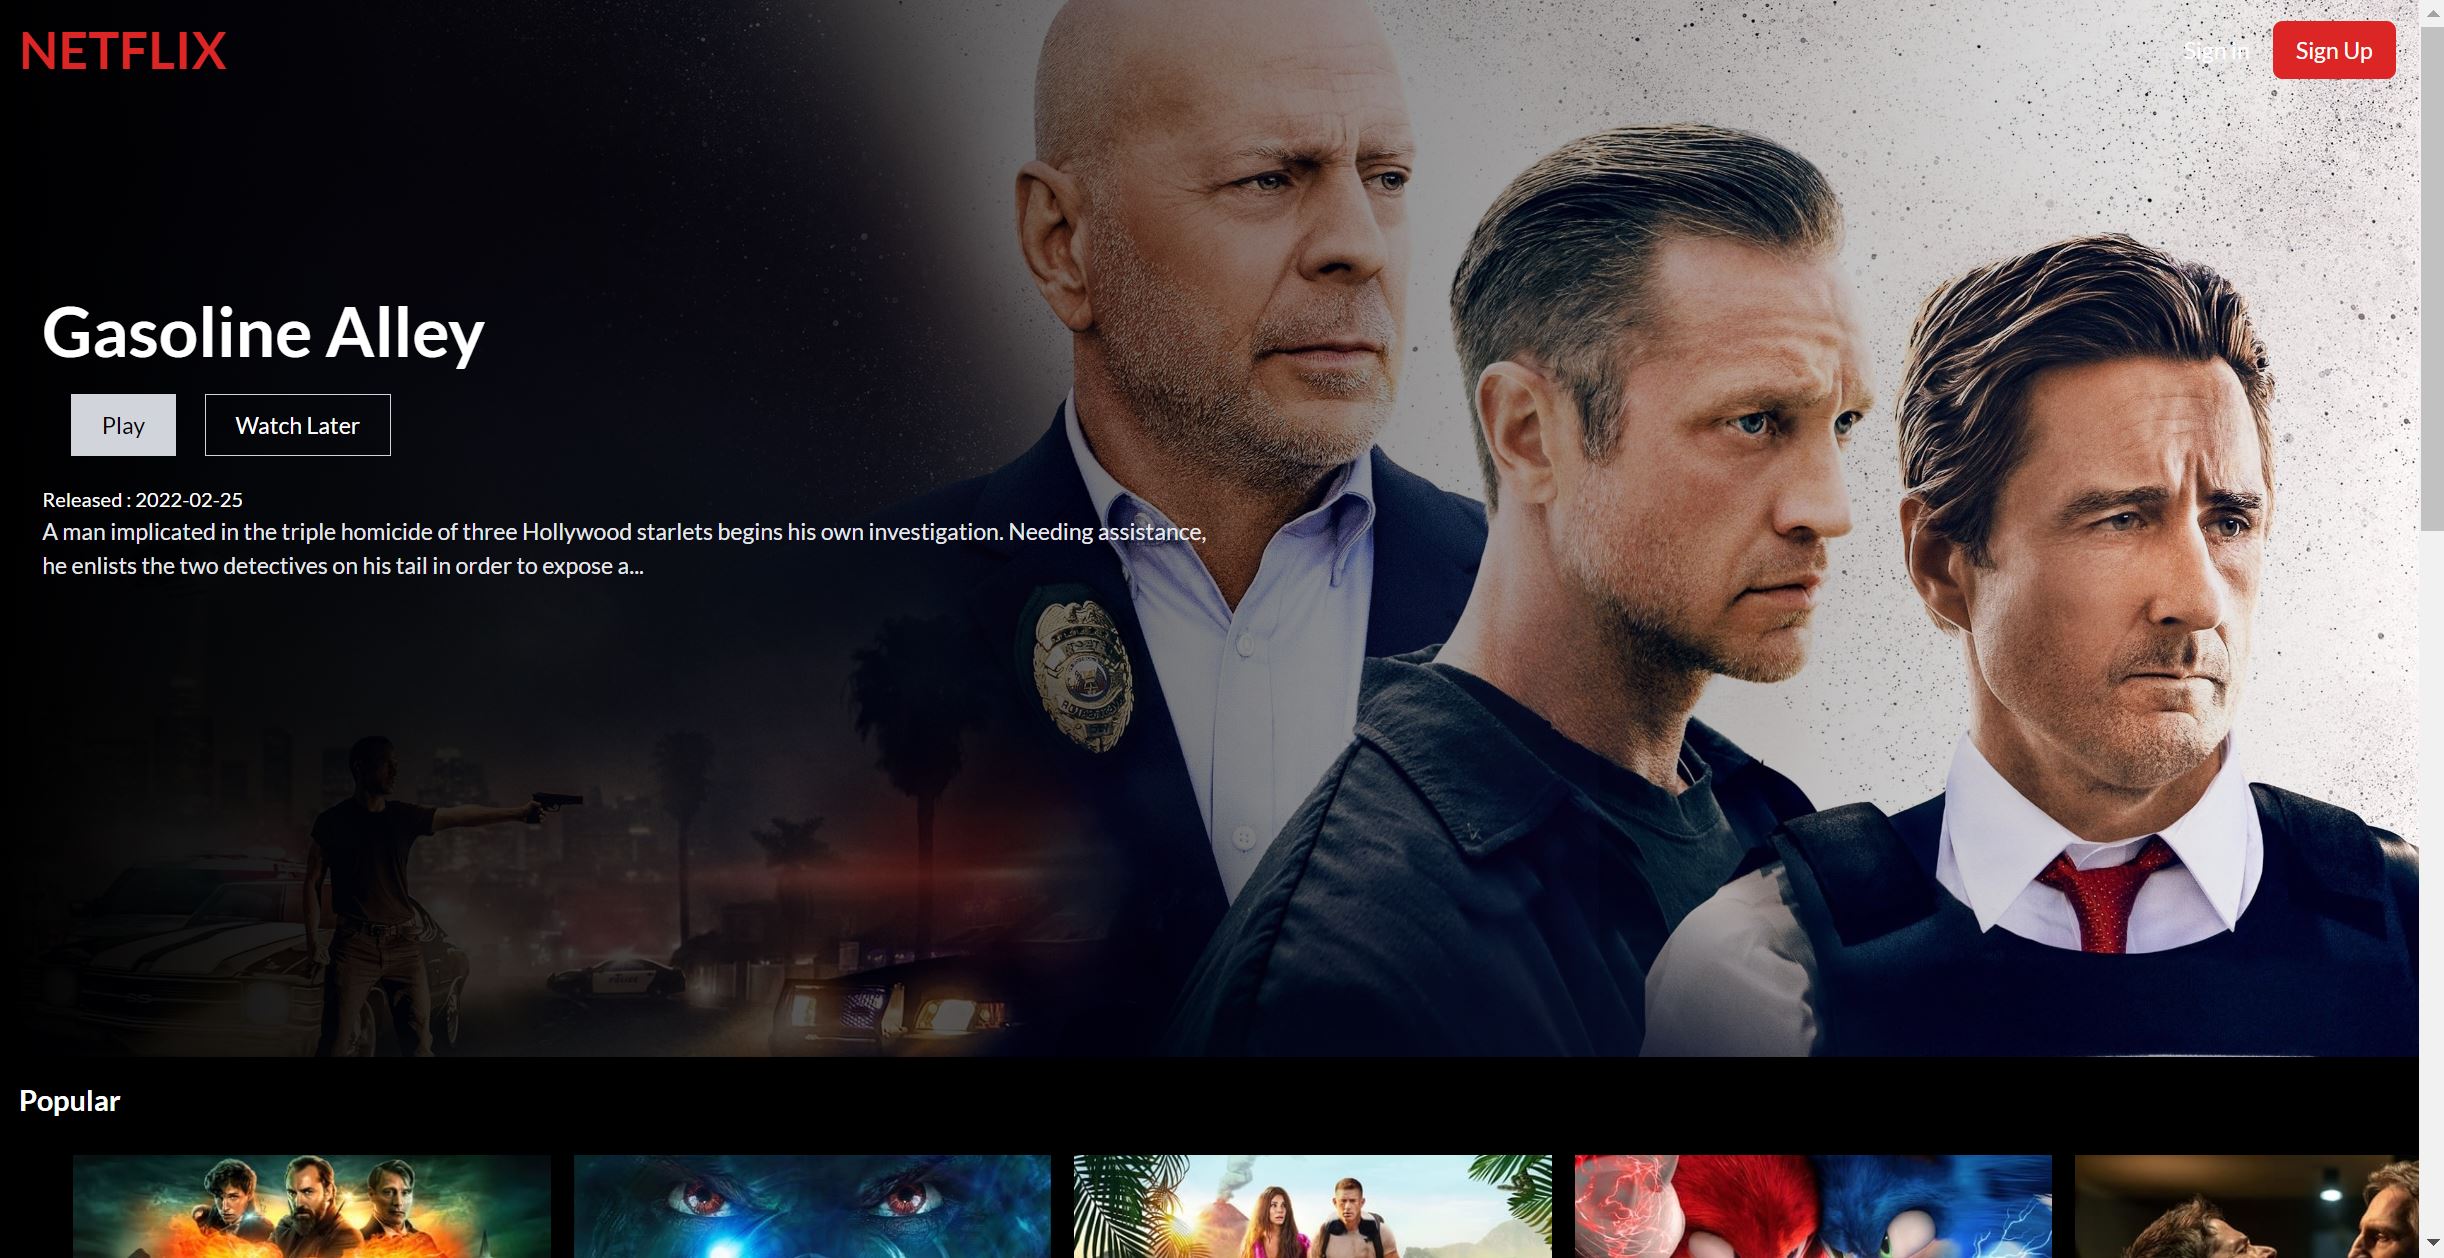 NETFLIX
Sign In
Sign Up
Gasoline Alley
Play
Watch Later
Released : 2022-02-25
A man implicated in the triple homicide of three Hollywood starlets begins his own investigation. Needing assistance,
he enlists the two detectives on his tail in order to expose a...
POLICE
Popular